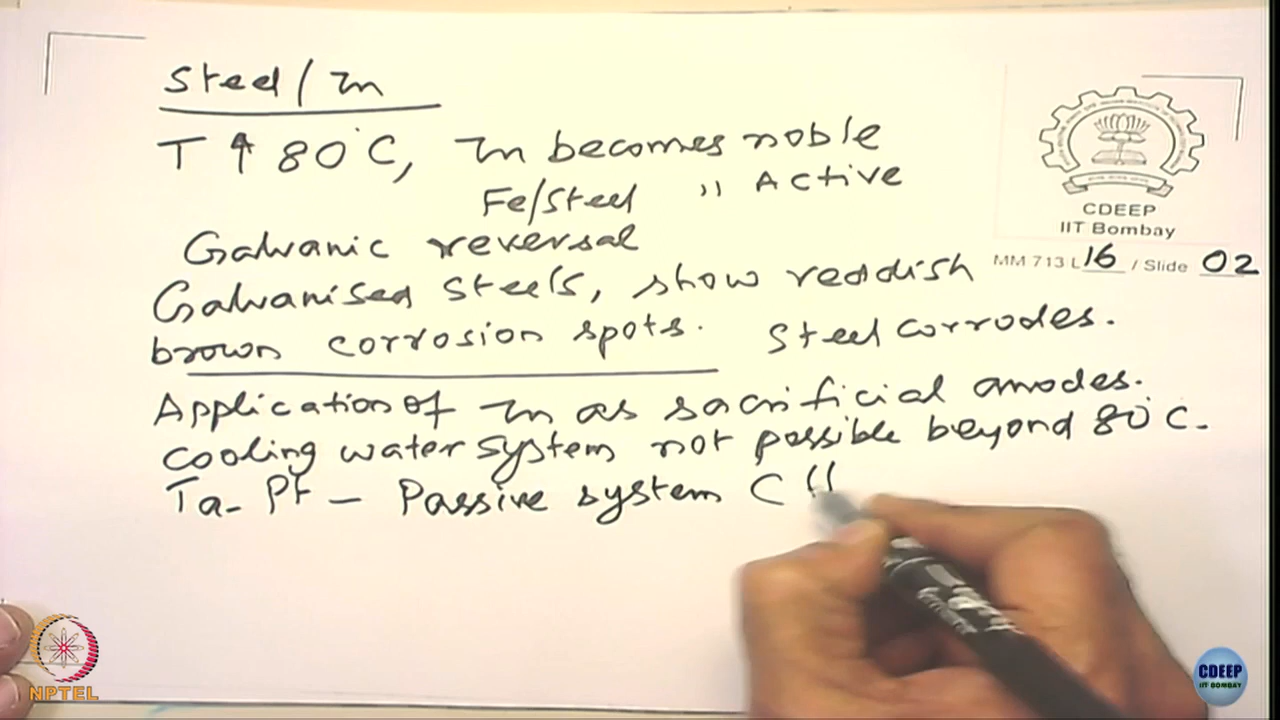 Steel/Zn
T ↑ 80°C, Zn becomes noble
Fe/Steel " Active
Galvanic reversal
Galvanised steels, show reddish
brown corrosion spots. Steel corrodes.
Application of Zn as sacrificial anodes.
cooling water system not possible beyond 80°C.
Ta-Pt - Passive system C
CDEEP
IIT Bombay
MM 713 L 16 / Slide 02
NPTEL
CDEEP
IIT BOMBAY